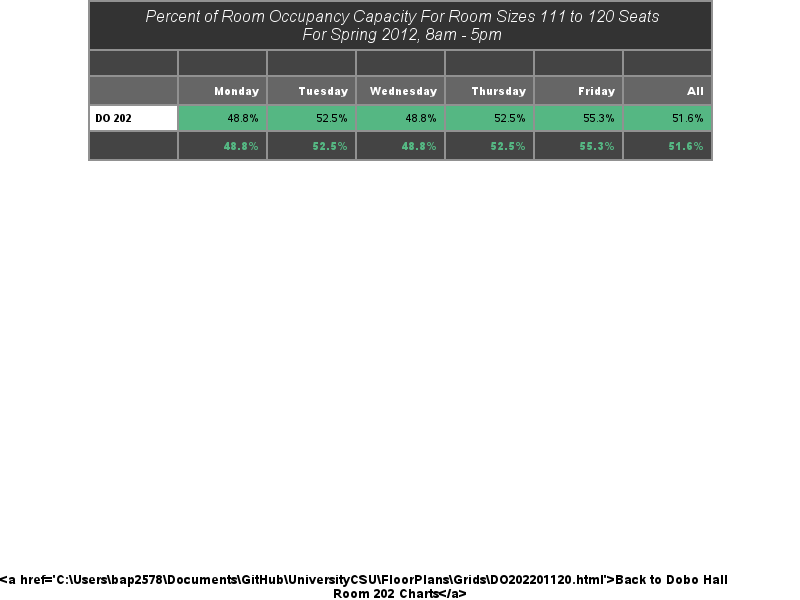 Percent of Room Occupancy Capacity For Room Sizes 111 to 120 Seats
For Spring 2012, 8am - 5pm
Monday Tuesday Wednesday Thursday Friday All
DO 202 48.8% 52.5% 48.8% 52.5% 55.3% 51.6%
48.8% 52.5% 48.8% 52.5% 55.3% 51.6%
<a href='C:\Users\bap2578\Documents\GitHub\UniversityCSU\FloorPlans\Grids\DO202201120.html'>Back to Dobo Hall
Room 202 Charts</a>